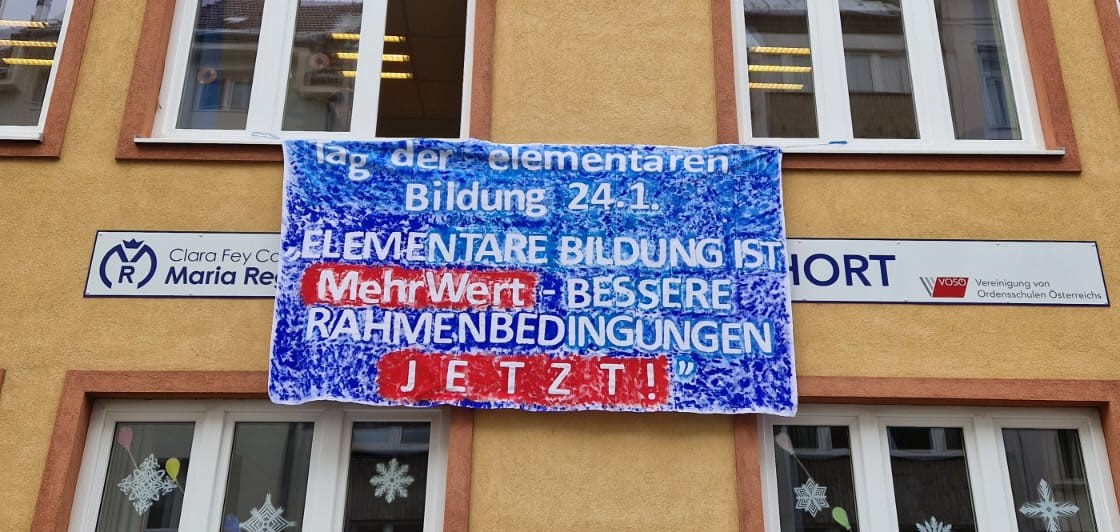 Tag der elementaren
Bildung 24.1.
ELEMENTARE BILDUNG IST
MehrWert - BESSERE
RAHMENBEDINGUNGEN
JETZT!”
Clara Fey
Maria
HORT
VOSÖ
Vereinigung von
Ordensschulen Österreichs